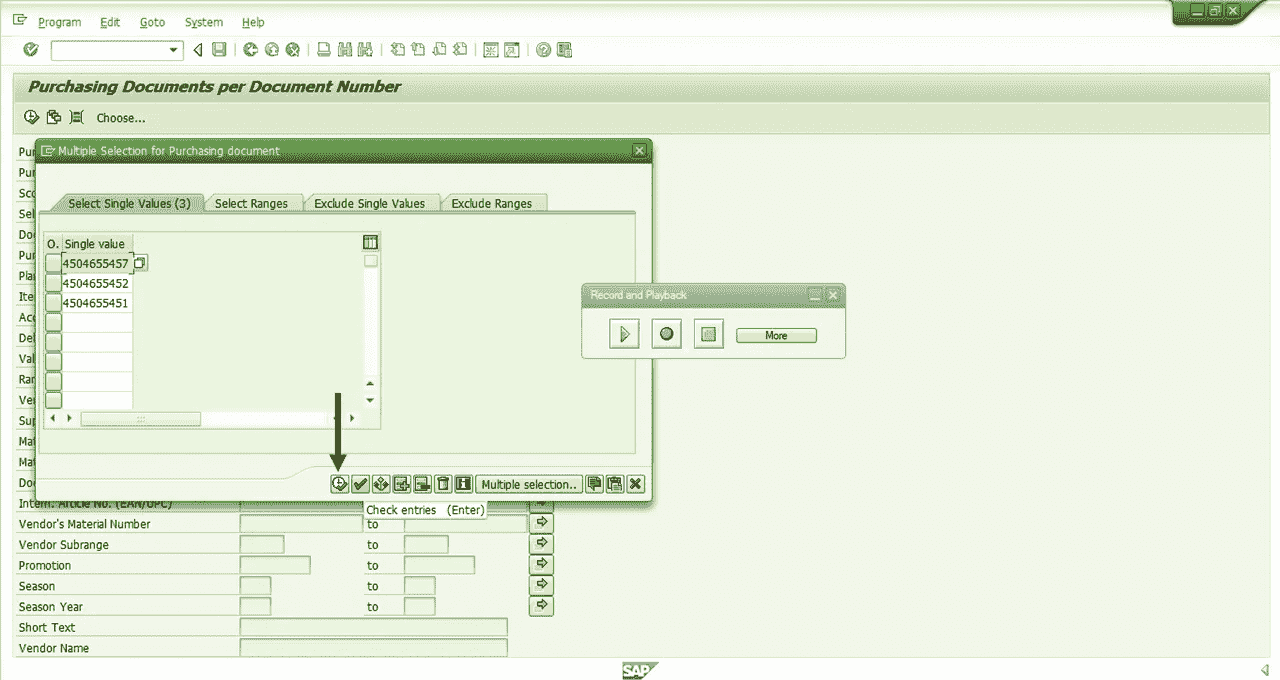 Program Edit Goto System Help
Purchasing Documents per Document Number
Choose...
Multiple Selection for Purchasing document
Select Single Values (3) Select Ranges Exclude Single Values Exclude Ranges
O. Single value
4504655457
4504655452
4504655451
Record and Playback
More
Pur
Pur
Sco
Sel
Do
Pur
Pla
Ite
Acc
Del
Val
Ran
Ver
Sup
Mat
Mat
Doc
Multiple selection..
Intern. Article No. (EAN/UPC)
Check entries (Enter)
Vendor's Material Number to
Vendor Subrange to
Promotion to
Season to
Season Year to
Short Text
Vendor Name
SAP